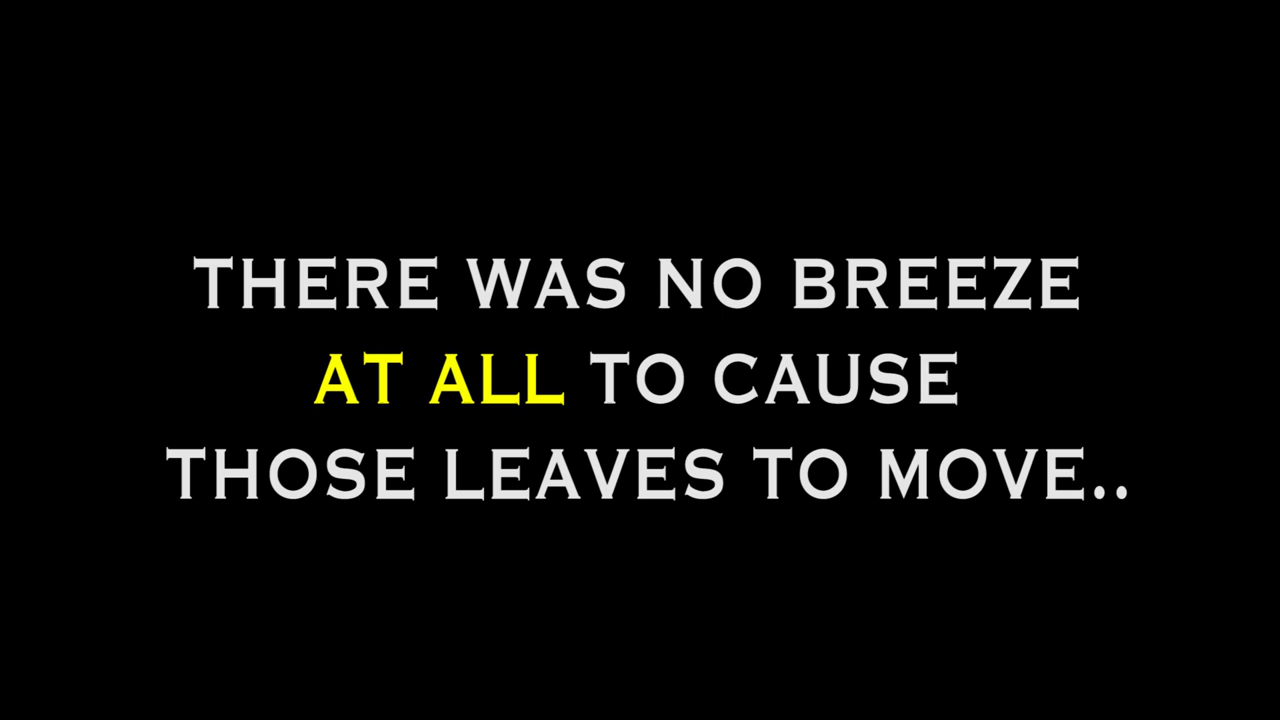 THERE WAS NO BREEZE
AT ALL TO CAUSE
THOSE LEAVES TO MOVE..